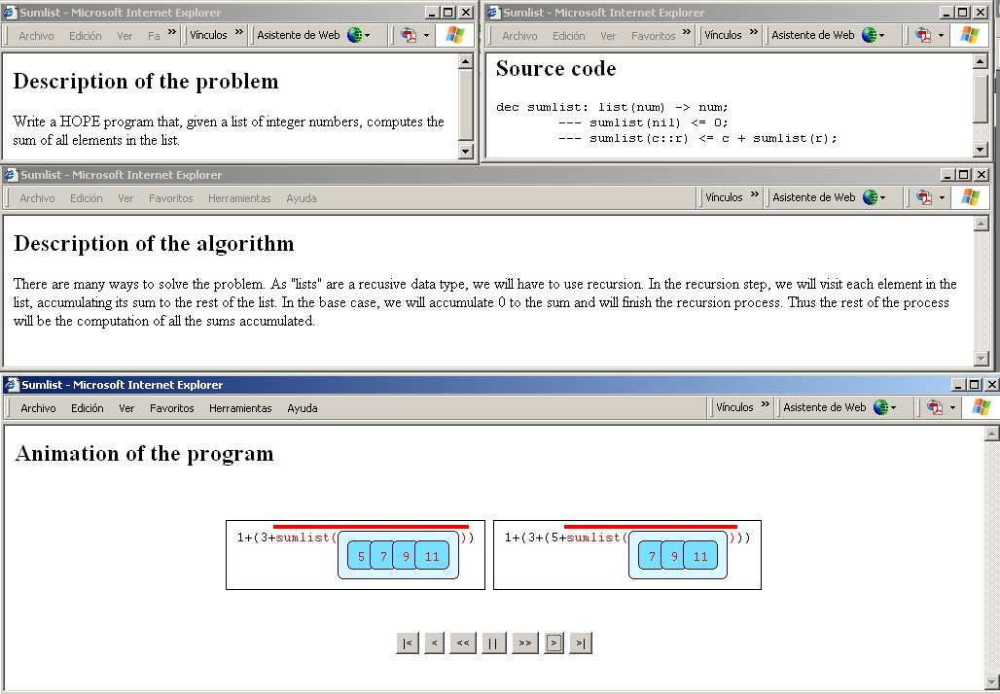 Sumlist - Microsoft Internet Explorer
Archivo Edición Ver Fa » Vínculos » Asistente de Web
Description of the problem
Write a HOPE program that, given a list of integer numbers, computes the
sum of all elements in the list.
Sumlist - Microsoft Internet Explorer
Archivo Edición Ver Favoritos » Vínculos » Asistente de Web
Source code
dec sumlist: list(num) -> num;
--- sumlist(nil) <= 0;
--- sumlist(c::r) <= c + sumlist(r);
Sumlist - Microsoft Internet Explorer
Archivo Edición Ver Favoritos Herramientas Ayuda Vínculos » Asistente de Web
Description of the algorithm
There are many ways to solve the problem. As "lists" are a recusive data type, we will have to use recursion. In the recursion step, we will visit each element in the
list, accumulating its sum to the rest of the list. In the base case, we will accumulate 0 to the sum and will finish the recursion process. Thus the rest of the process
will be the computation of all the sums accumulated.
Sumlist - Microsoft Internet Explorer
Archivo Edición Ver Favoritos Herramientas Ayuda Vínculos » Asistente de Web
Animation of the program
1+(3+sumlist( 5 7 9 11 ))
1+(3+(5+sumlist( 7 9 11 )))
|< < << || >> > >|